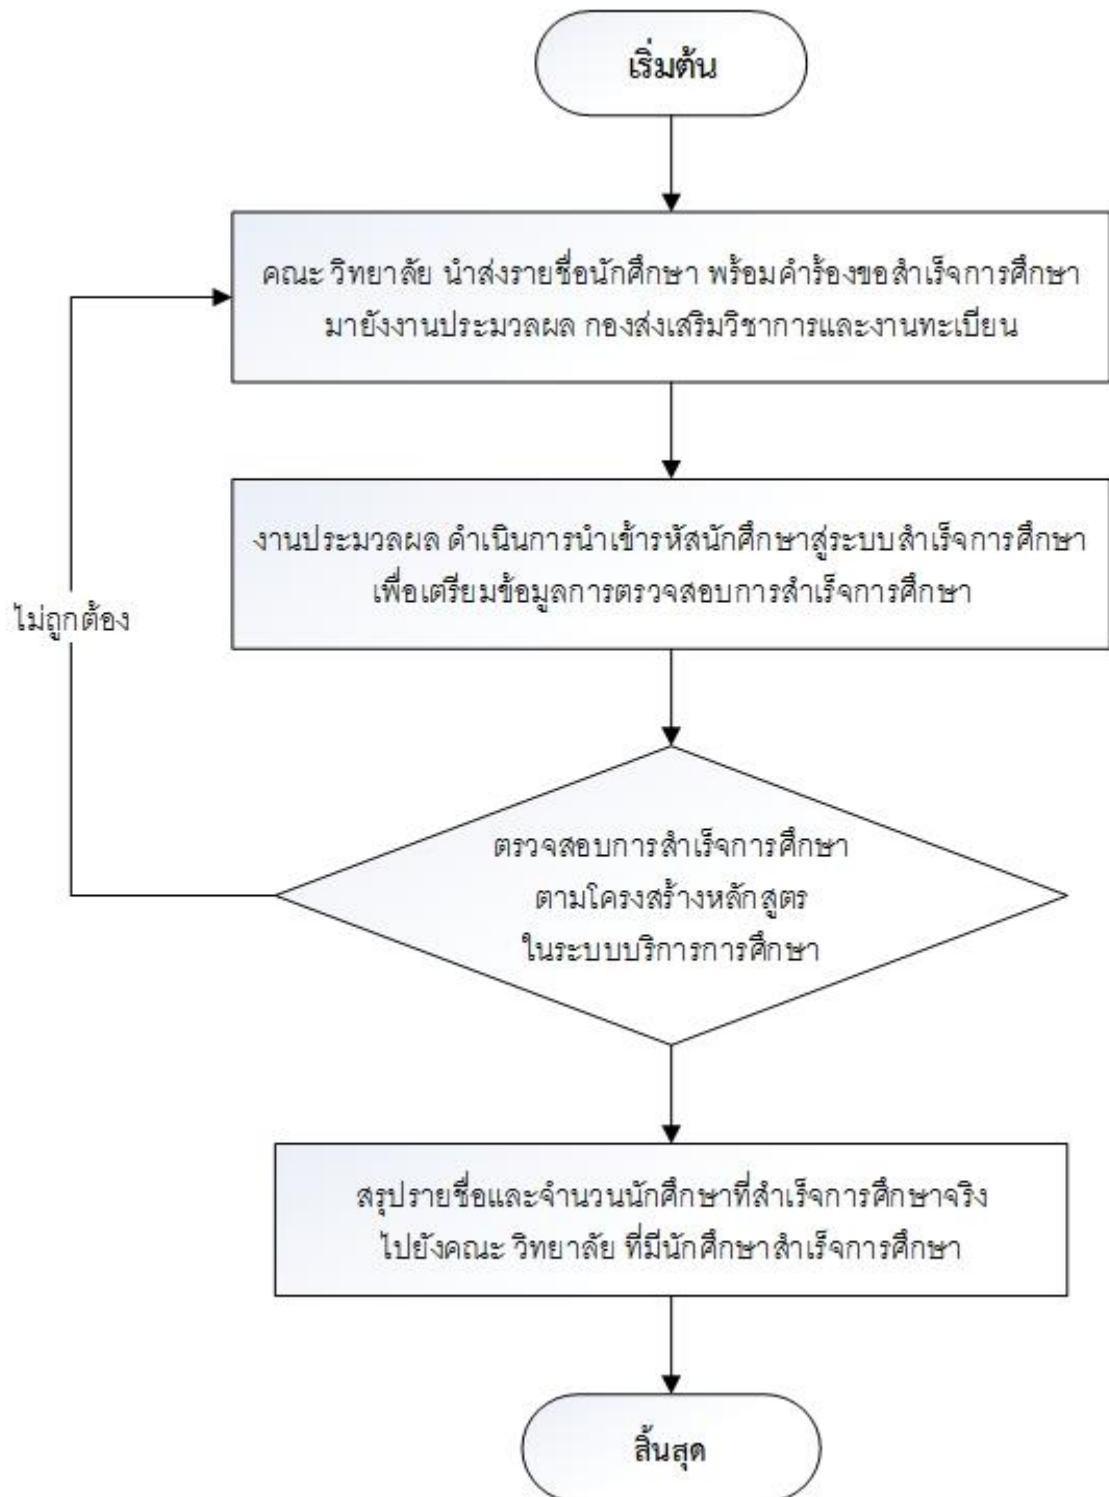 เริ่มต้น
คณะ วิทยาลัย นำส่งรายชื่อนักศึกษา พร้อมคำร้องขอสำเร็จการศึกษา
มายังงานประมวลผล กองส่งเสริมวิชาการและงานทะเบียน
งานประมวลผล ดำเนินการนำเข้ารหัสนักศึกษาสู่ระบบสำเร็จการศึกษา
เพื่อเตรียมข้อมูลการตรวจสอบการสำเร็จการศึกษา
ไม่ถูกต้อง
ตรวจสอบการสำเร็จการศึกษา
ตามโครงสร้างหลักสูตร
ในระบบบริการการศึกษา
สรุปรายชื่อและจำนวนนักศึกษาที่สำเร็จการศึกษาจริง
ไปยังคณะ วิทยาลัย ที่มีนักศึกษาสำเร็จการศึกษา
สิ้นสุด